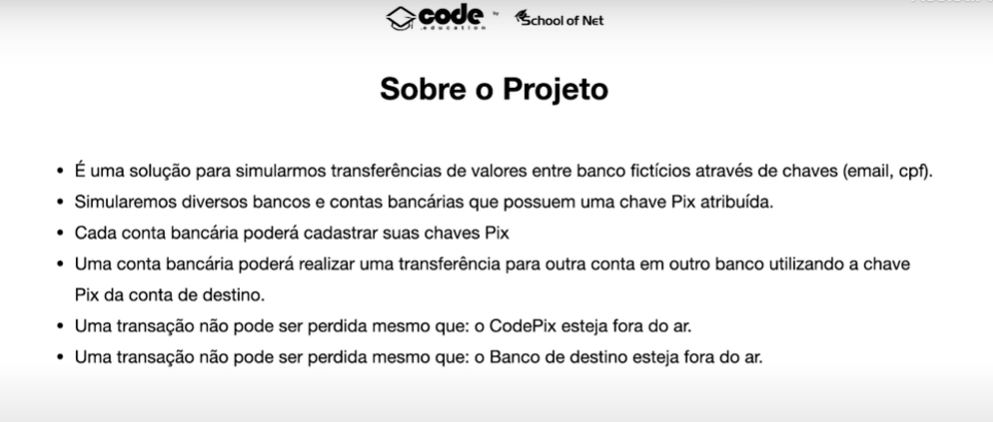 code by School of Net
.education
Sobre o Projeto
• É uma solução para simularmos transferências de valores entre banco fictícios através de chaves (email, cpf).
• Simularemos diversos bancos e contas bancárias que possuem uma chave Pix atribuída.
• Cada conta bancária poderá cadastrar suas chaves Pix
• Uma conta bancária poderá realizar uma transferência para outra conta em outro banco utilizando a chave
Pix da conta de destino.
• Uma transação não pode ser perdida mesmo que: o CodePix esteja fora do ar.
• Uma transação não pode ser perdida mesmo que: o Banco de destino esteja fora do ar.